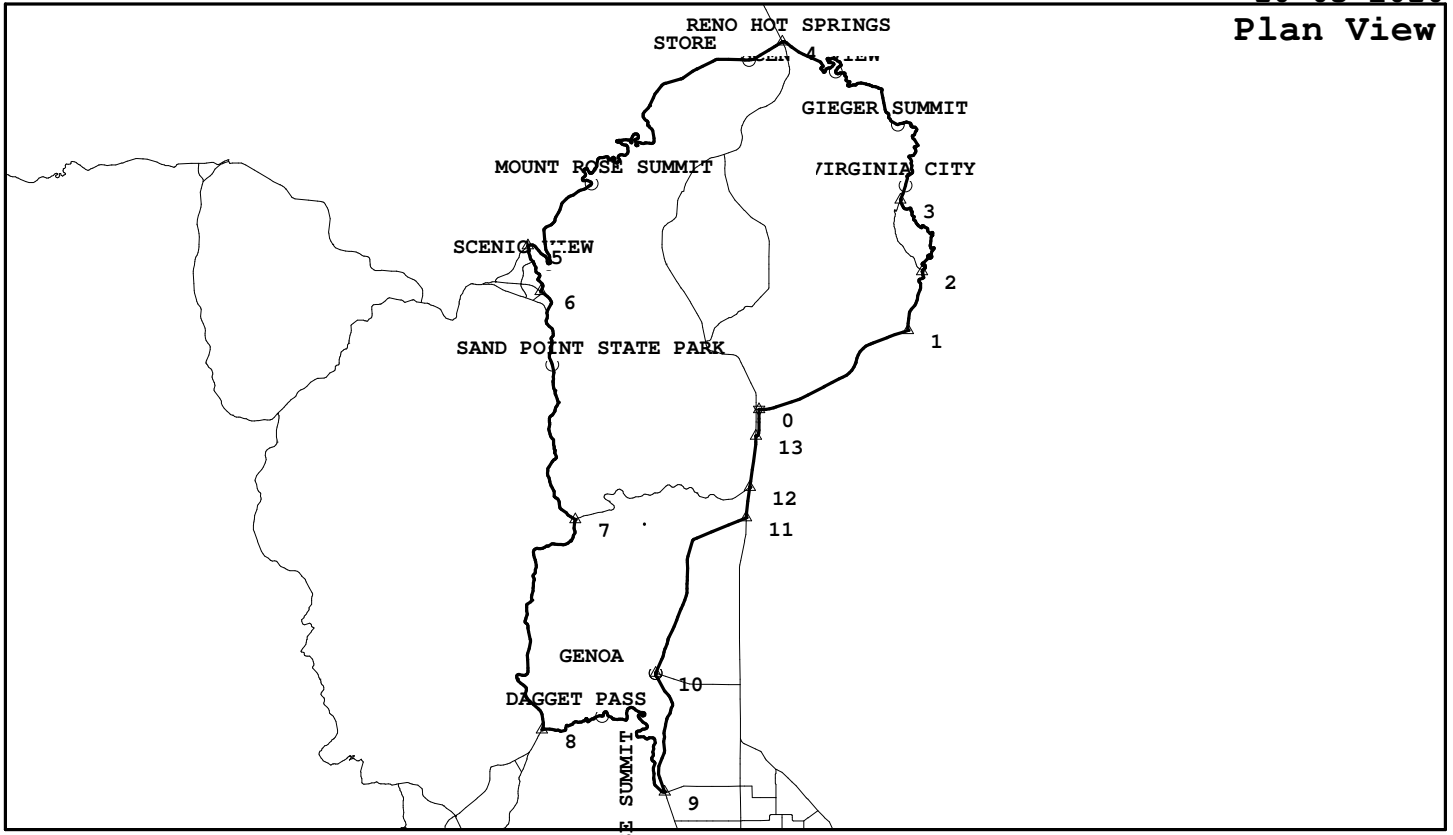 Plan View
RENO HOT SPRINGS
STORE
4
GIEGER SUMMIT
MOUNT ROSE SUMMIT
CITY
3
SCENIC VIEW
5
2
6
1
SAND POINT STATE PARK
0
13
12
11
7
GENOA
10
DAGGET PASS
8
SUMMIT
9